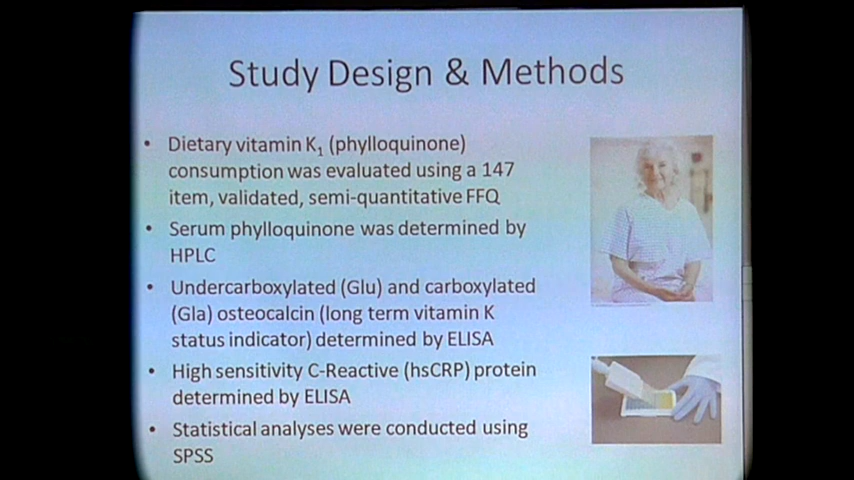 Study Design & Methods
• Dietary vitamin K₁ (phylloquinone)
consumption was evaluated using a 147
item, validated, semi-quantitative FFQ
• Serum phylloquinone was determined by
HPLC
• Undercarboxylated (Glu) and carboxylated
(Gla) osteocalcin (long term vitamin K
status indicator) determined by ELISA
• High sensitivity C-Reactive (hsCRP) protein
determined by ELISA
• Statistical analyses were conducted using
SPSS